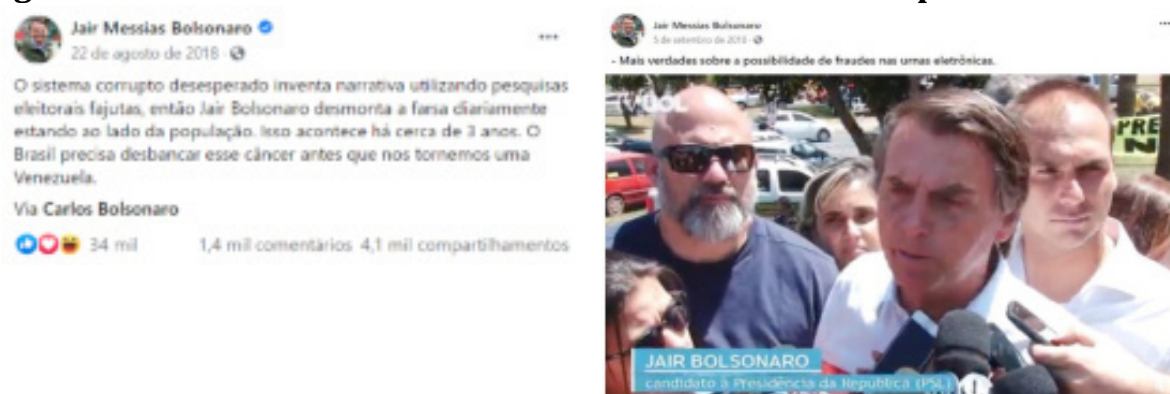 Jair Messias Bolsonaro
22 de agosto de 2018
O sistema corrupto desesperado inventa narrativa utilizando pesquisas
eleitorais fajutas, então Jair Bolsonaro desmonta a farsa diariamente
estando ao lado da população. Isso acontece há cerca de 3 anos. O
Brasil precisa desbancar esse câncer antes que nos tornemos uma
Venezuela.
Via Carlos Bolsonaro
34 mil 1,4 mil comentários 4,1 mil compartilhamentos
Jair Messias Bolsonaro
5 de setembro de 2018
- Mais verdades sobre a possibilidade de fraudes nas urnas eletrônicas.
PRE
N
JAIR BOLSONARO
candidato à Presidência da República (PSL)